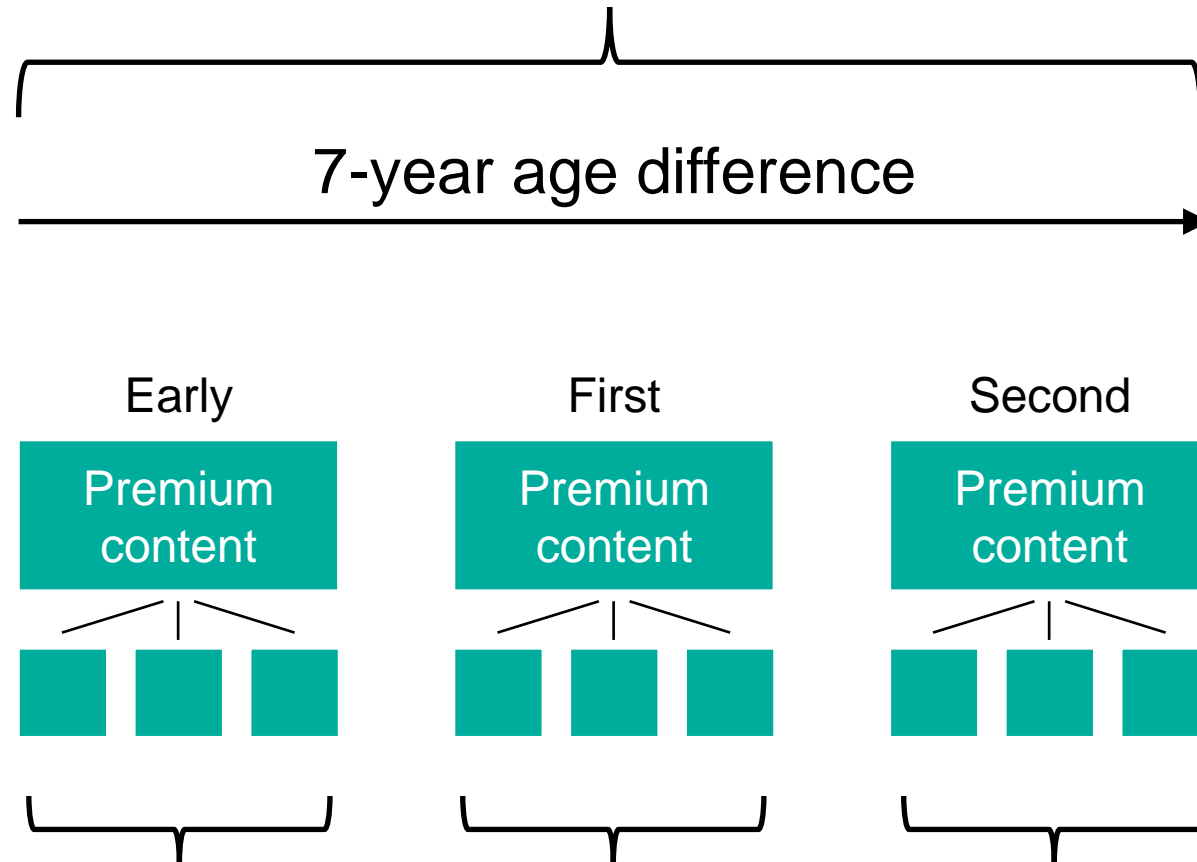 7-year age difference
Early
First
Second
Premium
content
Premium
content
Premium
content